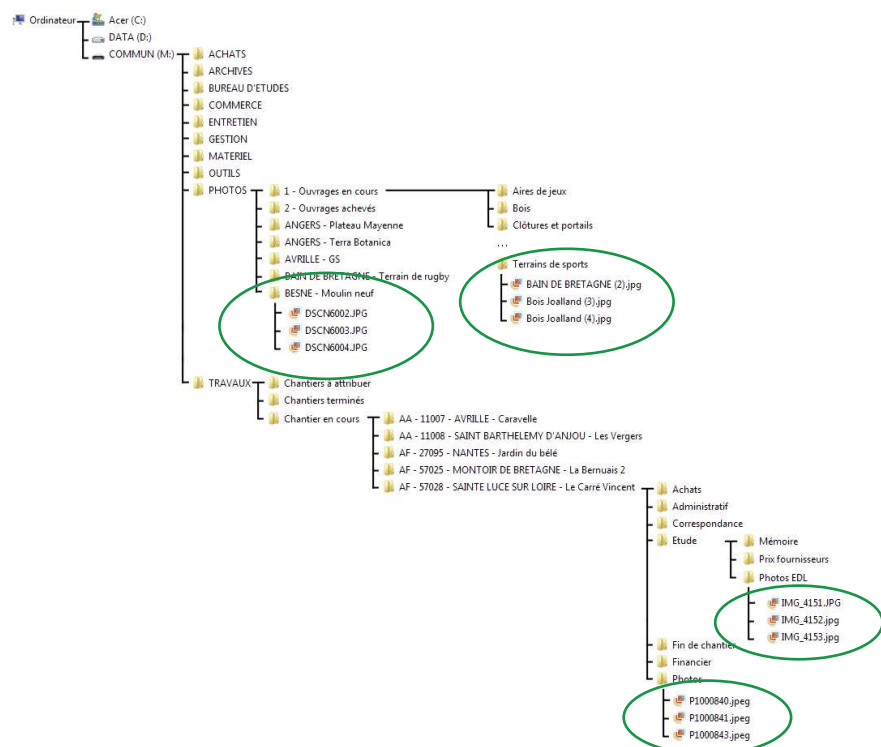 Ordinateur
Acer (C:)
DATA (D:)
COMMUN (M:)
ACHATS
ARCHIVES
BUREAU D'ETUDES
COMMERCE
ENTRETIEN
GESTION
MATERIEL
OUTILS
PHOTOS
1 - Ouvrages en cours
Aires de jeux
Bois
Clôtures et portails
...
Terrains de sports
BAIN DE BRETAGNE (2).jpg
Bois Joalland (3).jpg
Bois Joalland (4).jpg
2 - Ouvrages achevés
ANGERS - Plateau Mayenne
ANGERS - Terra Botanica
AVRILLE - GS
BAIN DE BRETAGNE - Terrain de rugby
BESNE - Moulin neuf
DSCN6002.JPG
DSCN6003.JPG
DSCN6004.JPG
TRAVAUX
Chantiers à attribuer
Chantiers terminés
Chantier en cours
AA - 11007 - AVRILLE - Caravelle
AA - 11008 - SAINT BARTHELEMY D'ANJOU - Les Vergers
AF - 27095 - NANTES - Jardin du bélé
AF - 57025 - MONTOIR DE BRETAGNE - La Bernuais 2
AF - 57028 - SAINTE LUCE SUR LOIRE - Le Carré Vincent
Achats
Administratif
Correspondance
Etude
Mémoire
Prix fournisseurs
Photos EDL
IMG_4151.JPG
IMG_4152.jpg
IMG_4153.jpg
Fin de chantier
Financier
Photos
P1000840.jpeg
P1000841.jpeg
P1000843.jpeg